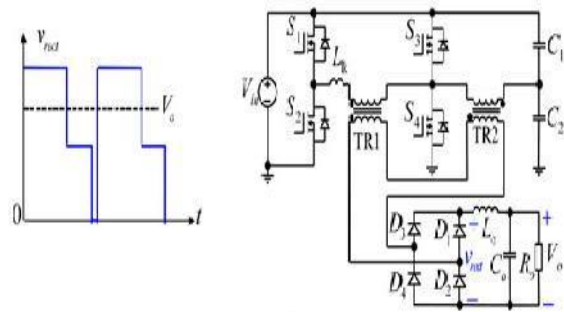 v_rect
V_o
0
t
S_1
S_3
C_1
L_R
V_in
S_2
S_4
C_2
TR1
TR2
D_3
D_1
−
L_o
+
v_rect
C_o
R_o
V_o
D_4
D_2
−
−